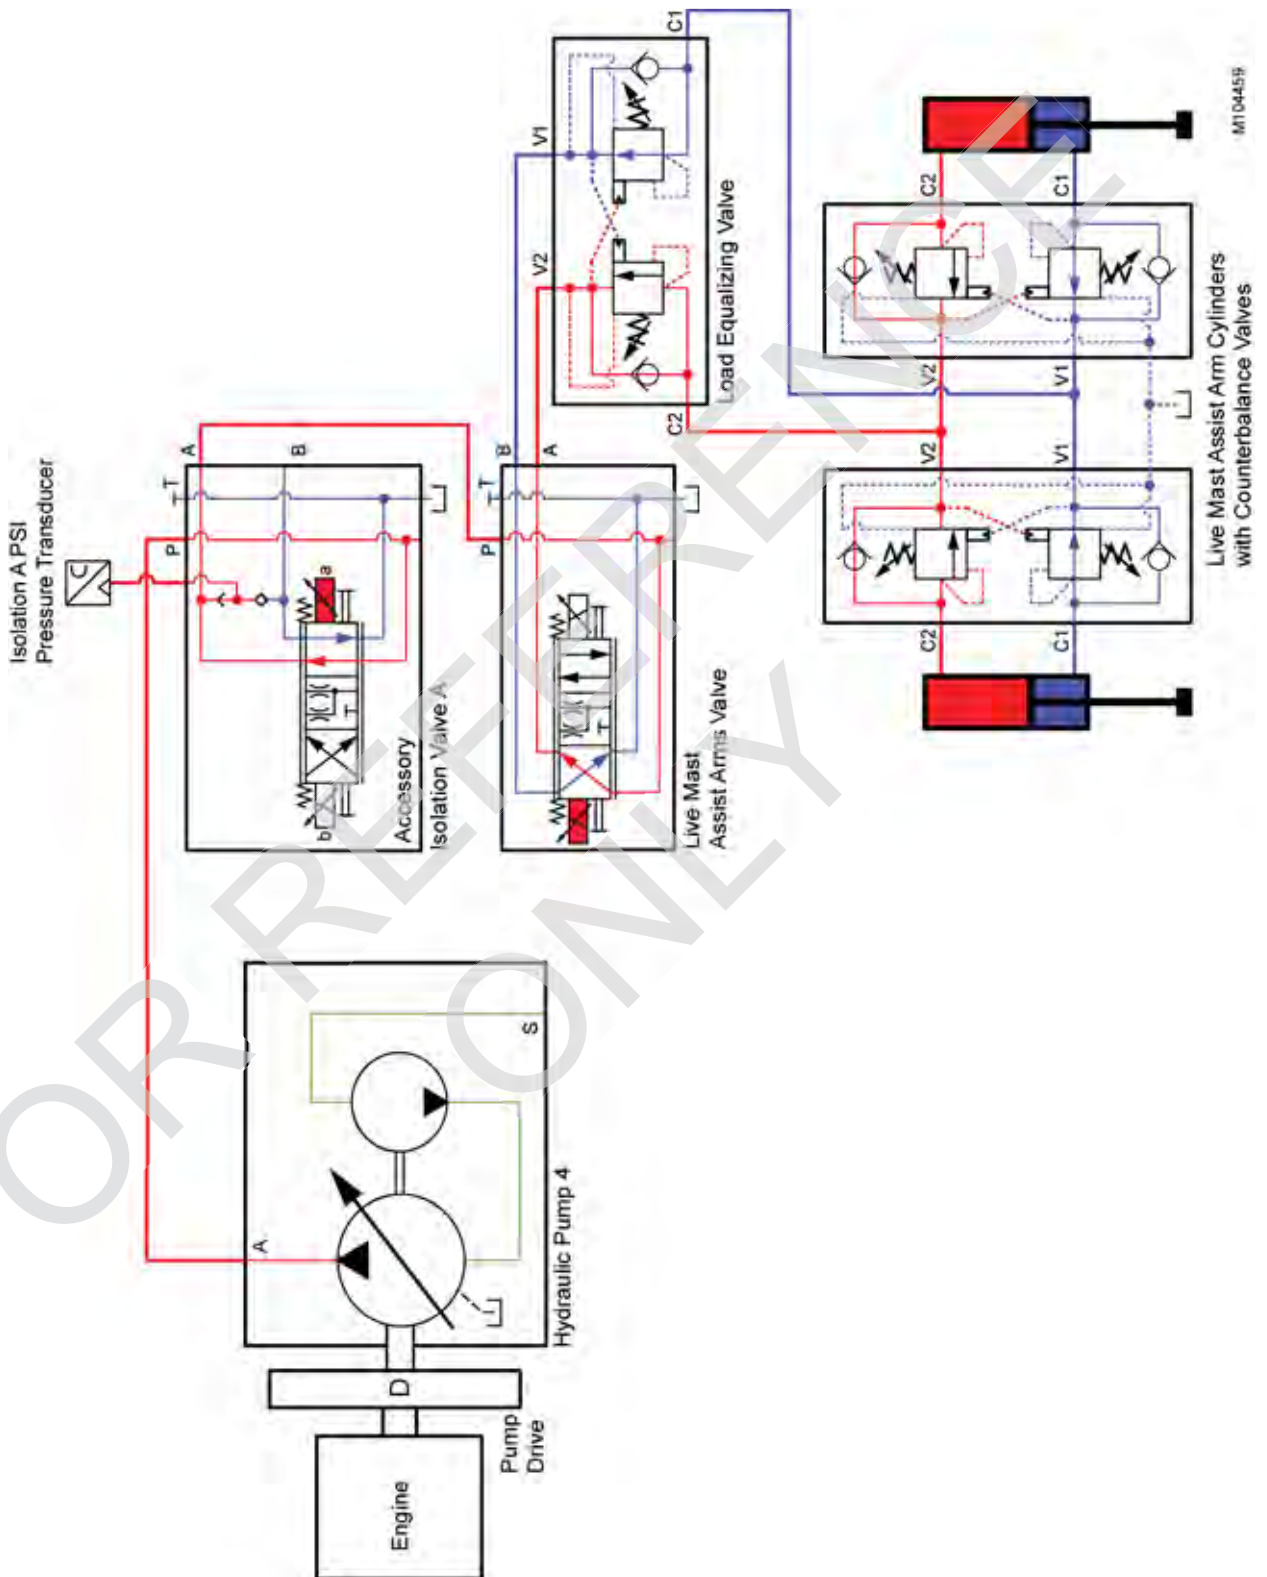 Isolation A PSI
Pressure Transducer
A
B
T
T
P
a
b
Accessory
Isolation Valve A
B
A
T
T
P
Live Mast
Assist Arms Valve
C1
V1
V2
C2
Load Equalizing Valve
C2
C1
V2
V1
V2
V1
C2
C1
Live Mast Assist Arm Cylinders
with Counterbalance Valves
M104459
A
S
Hydraulic Pump 4
D
Pump
Drive
Engine
OR REFERENCE
ONLY